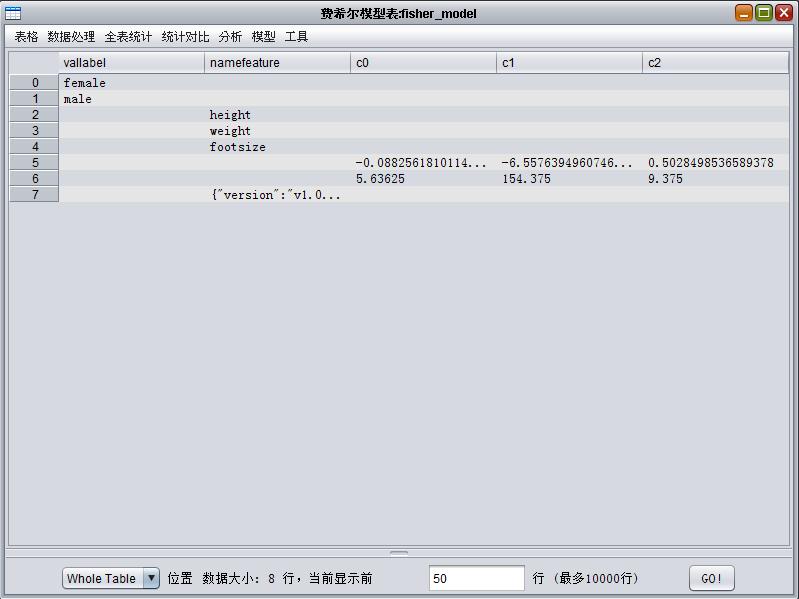 费希尔模型表:fisher_model
表格 数据处理 全表统计 统计对比 分析 模型 工具
vallabel namefeature c0 c1 c2
0 female
1 male
2 height
3 weight
4 footsize
5 -0.0882561810114... -6.5576394960746... 0.5028498536589378
6 5.63625 154.375 9.375
7 {"version":"v1.0...
Whole Table 位置 数据大小: 8 行，当前显示前 50 行 (最多10000行) GO!